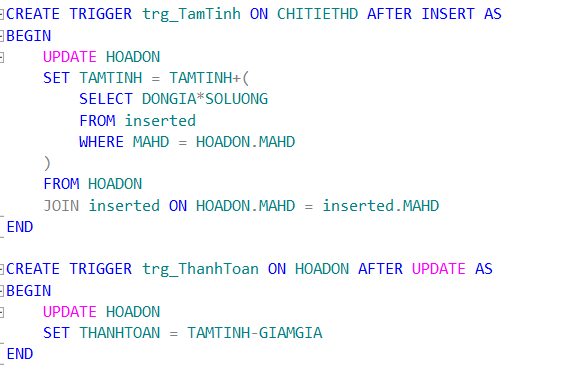 CREATE TRIGGER trg_TamTinh ON CHITIETHD AFTER INSERT AS
BEGIN
    UPDATE HOADON
    SET TAMTINH = TAMTINH+(
        SELECT DONGIA*SOLUONG
        FROM inserted
        WHERE MAHD = HOADON.MAHD
    )
    FROM HOADON
    JOIN inserted ON HOADON.MAHD = inserted.MAHD
END

CREATE TRIGGER trg_ThanhToan ON HOADON AFTER UPDATE AS
BEGIN
    UPDATE HOADON
    SET THANHTOAN = TAMTINH-GIAMGIA
END